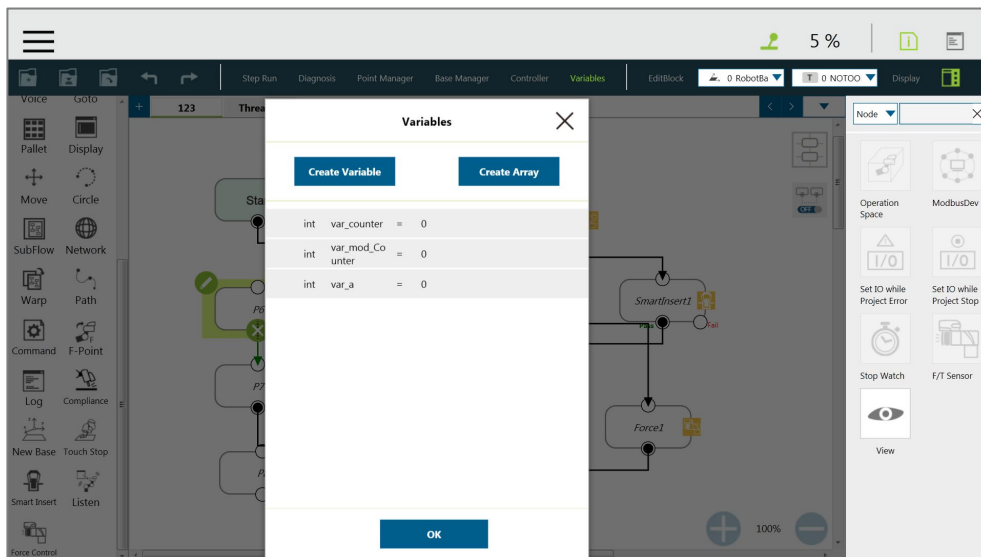 5 %
Step Run
Diagnosis
Point Manager
Base Manager
Controller
Variables
EditBlock
0 RobotBa
T 0 NOTOO
Display
Voice
Goto
+
123
Threa
Pallet
Display
Move
Circle
SubFlow
Network
Warp
Path
Command
F-Point
Log
Compliance
New Base
Touch Stop
Smart Insert
Listen
Force Control
Sta
P6
P7
Variables
Create Variable
Create Array
int var_counter = 0
int var_mod_Co
unter = 0
int var_a = 0
OK
OFF
SmartInsert1
Pass
Fail
Force1
100%
Node
Operation
Space
ModbusDev
I/O
Set IO while
Project Error
I/O
Set IO while
Project Stop
Stop Watch
F/T Sensor
View